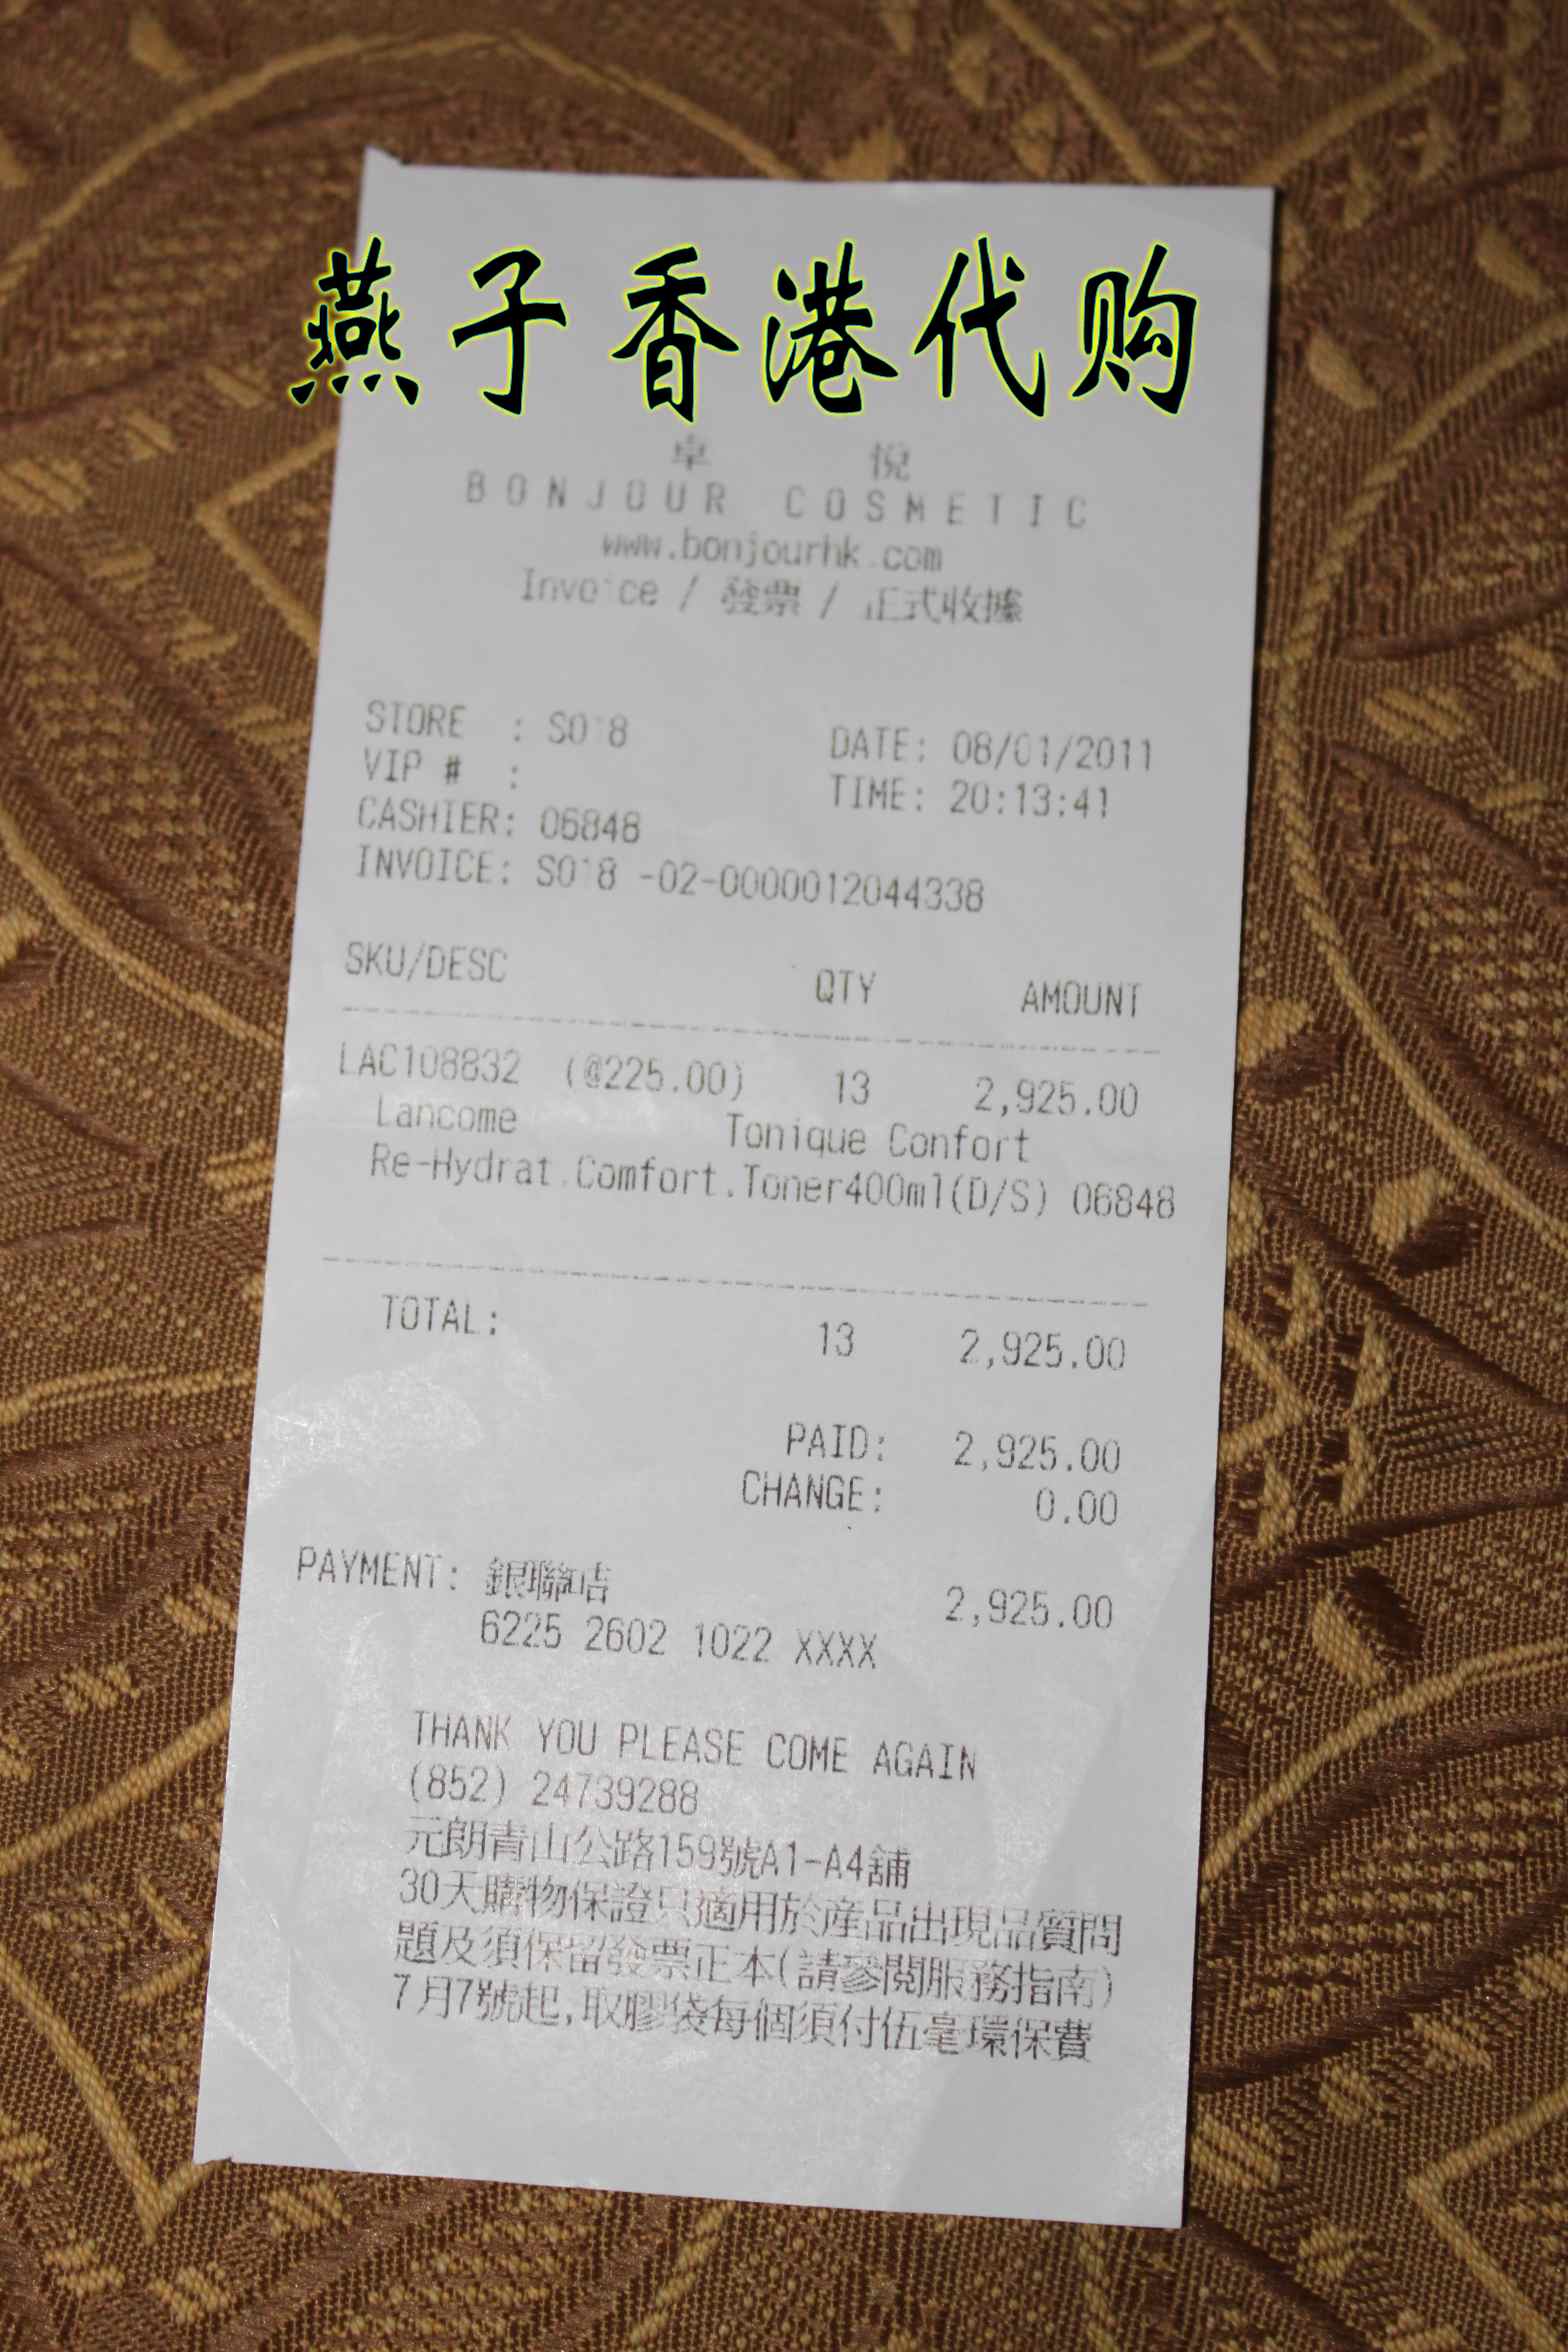 燕子香港代购
卓 悅
BONJOUR COSMETIC
www.bonjourhk.com
Invoice / 發票 / 正式收據
STORE : S018 DATE: 08/01/2011
VIP # : TIME: 20:13:41
CASHIER: 06848
INVOICE: S018 -02-0000012044338
SKU/DESC QTY AMOUNT
LAC108832 (@225.00) 13 2,925.00
Lancome Tonique Confort
Re-Hydrat.Comfort.Toner400ml(D/S) 06848
TOTAL: 13 2,925.00
PAID: 2,925.00
CHANGE: 0.00
PAYMENT: 銀聯咭 2,925.00
6225 2602 1022 XXXX
THANK YOU PLEASE COME AGAIN
(852) 24739288
元朗青山公路159號A1-A4舖
30天購物保證只適用於產品出現品質問
題及須保留發票正本(請參閱服務指南)
7月7號起,取膠袋每個須付伍毫環保費